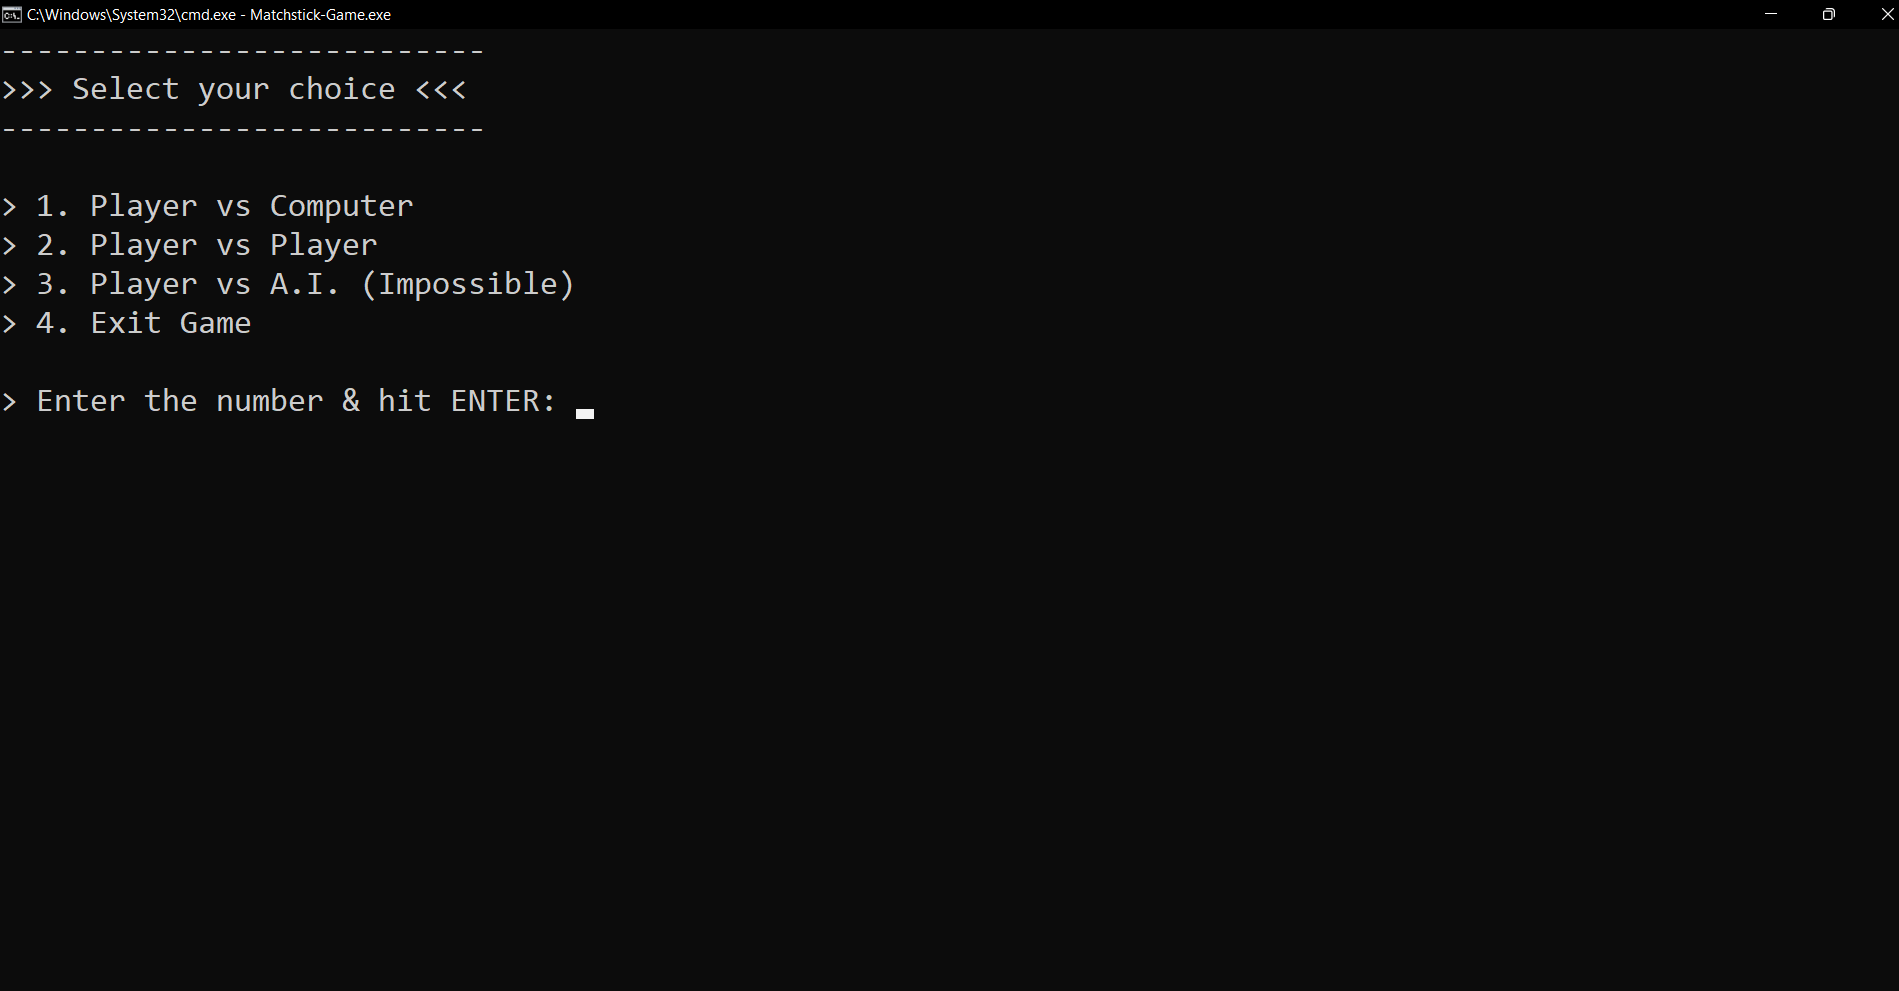 C:\Windows\System32\cmd.exe - Matchstick-Game.exe
---------------------------
>>> Select your choice <<<
---------------------------
> 1. Player vs Computer
> 2. Player vs Player
> 3. Player vs A.I. (Impossible)
> 4. Exit Game
> Enter the number & hit ENTER: